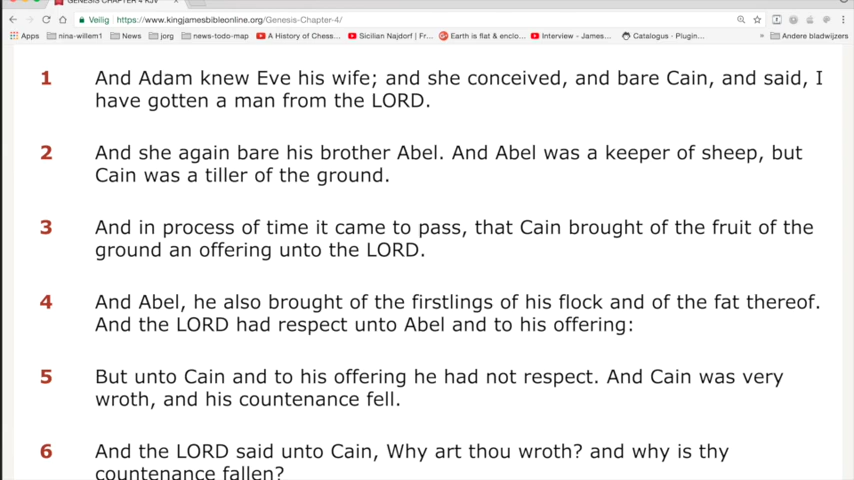 GENESIS CHAPTER 4 KJV
Veilig | https://www.kingjamesbibleonline.org/Genesis-Chapter-4/
Apps nina-willem1 News jorg news-todo-map A History of Chess... Sicilian Najdorf | Fr... Earth is flat & enclo... Interview - James... Catalogus - Plugin... » Andere bladwijzers
1 And Adam knew Eve his wife; and she conceived, and bare Cain, and said, I
have gotten a man from the LORD.
2 And she again bare his brother Abel. And Abel was a keeper of sheep, but
Cain was a tiller of the ground.
3 And in process of time it came to pass, that Cain brought of the fruit of the
ground an offering unto the LORD.
4 And Abel, he also brought of the firstlings of his flock and of the fat thereof.
And the LORD had respect unto Abel and to his offering:
5 But unto Cain and to his offering he had not respect. And Cain was very
wroth, and his countenance fell.
6 And the LORD said unto Cain, Why art thou wroth? and why is thy
countenance fallen?